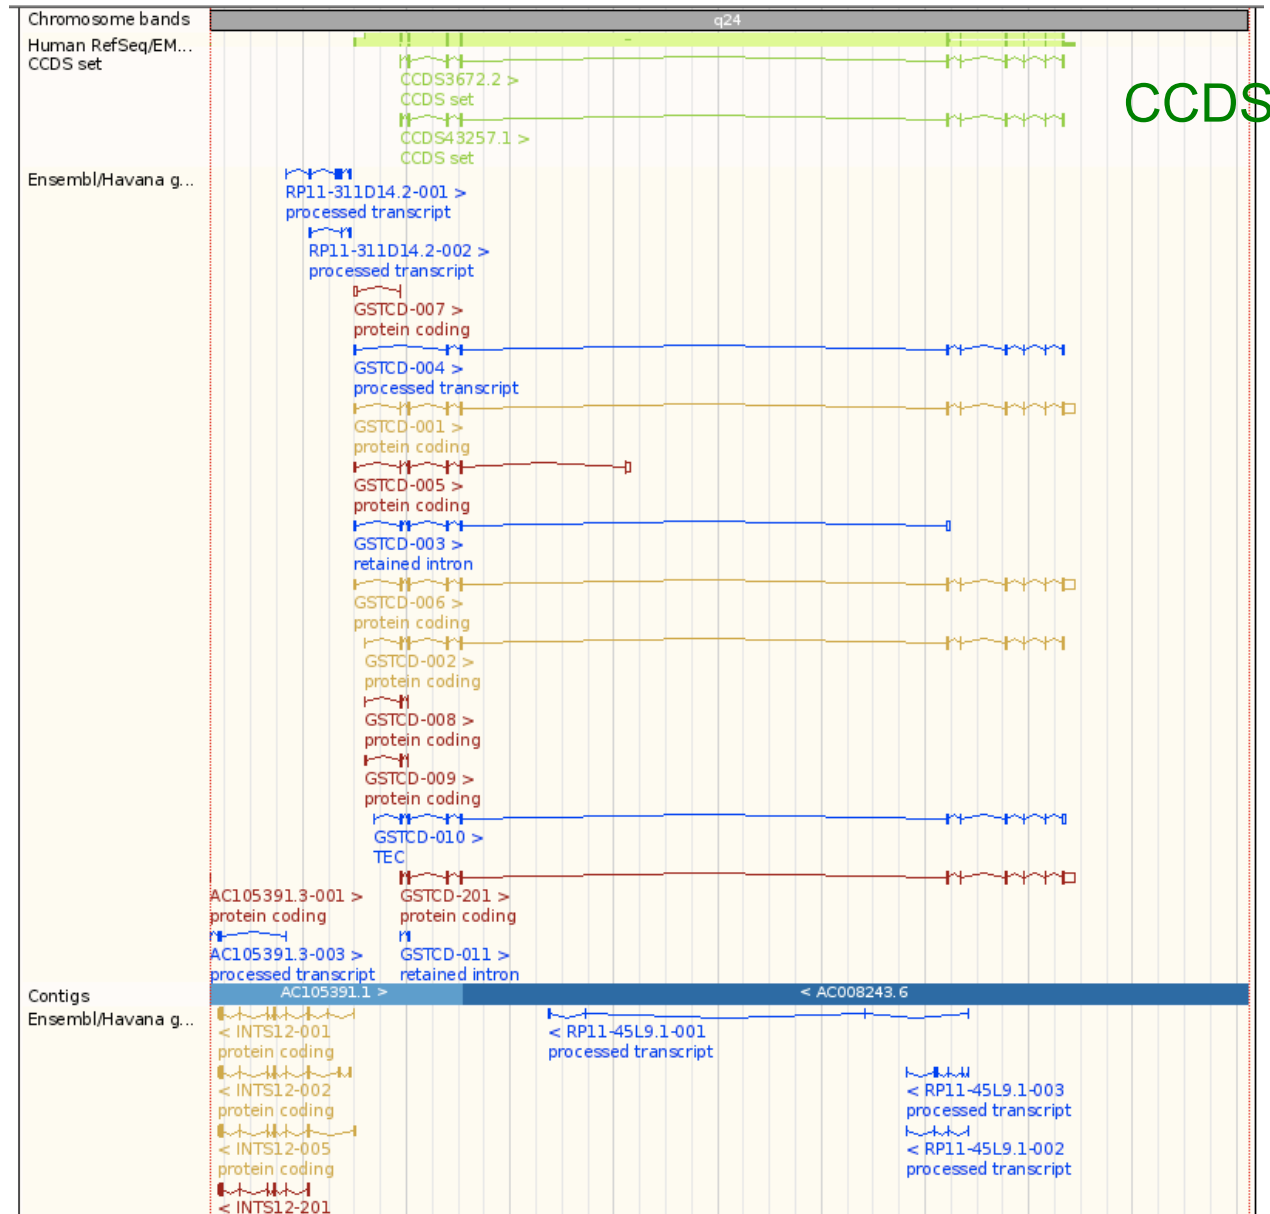 Chromosome bands
q24
Human RefSeq/EM...
CCDS set
CCDS3672.2 >
CCDS set
CCDS
CCDS43257.1 >
CCDS set
Ensembl/Havana g...
RP11-311D14.2-001 >
processed transcript
RP11-311D14.2-002 >
processed transcript
GSTCD-007 >
protein coding
GSTCD-004 >
processed transcript
GSTCD-001 >
protein coding
GSTCD-005 >
protein coding
GSTCD-003 >
retained intron
GSTCD-006 >
protein coding
GSTCD-002 >
protein coding
GSTCD-008 >
protein coding
GSTCD-009 >
protein coding
GSTCD-010 >
TEC
AC105391.3-001 > GSTCD-201 >
protein coding protein coding
AC105391.3-003 > GSTCD-011 >
processed transcript retained intron
Contigs AC105391.1 > < AC008243.6
Ensembl/Havana g...
< INTS12-001 < RP11-45L9.1-001
protein coding processed transcript
< INTS12-002 < RP11-45L9.1-003
protein coding processed transcript
< INTS12-005 < RP11-45L9.1-002
protein coding processed transcript
< INTS12-201